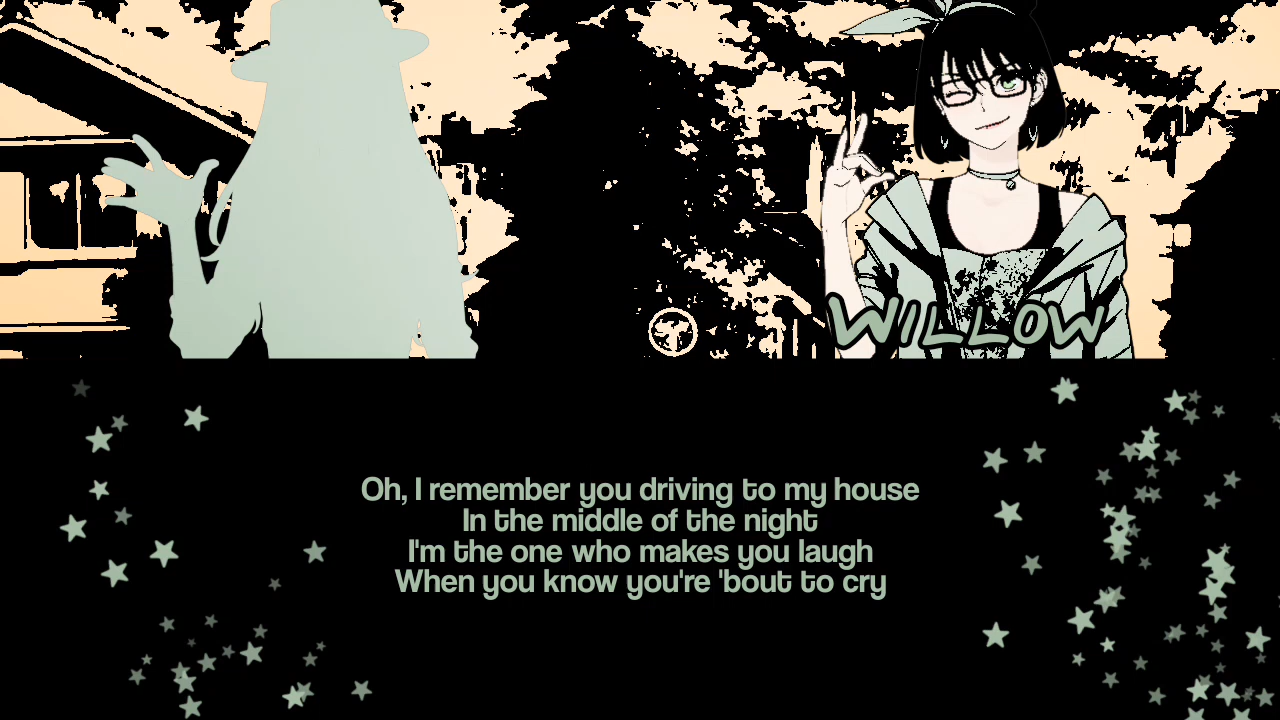 WILLOW
Oh, I remember you driving to my house
In the middle of the night
I'm the one who makes you laugh
When you know you're 'bout to cry